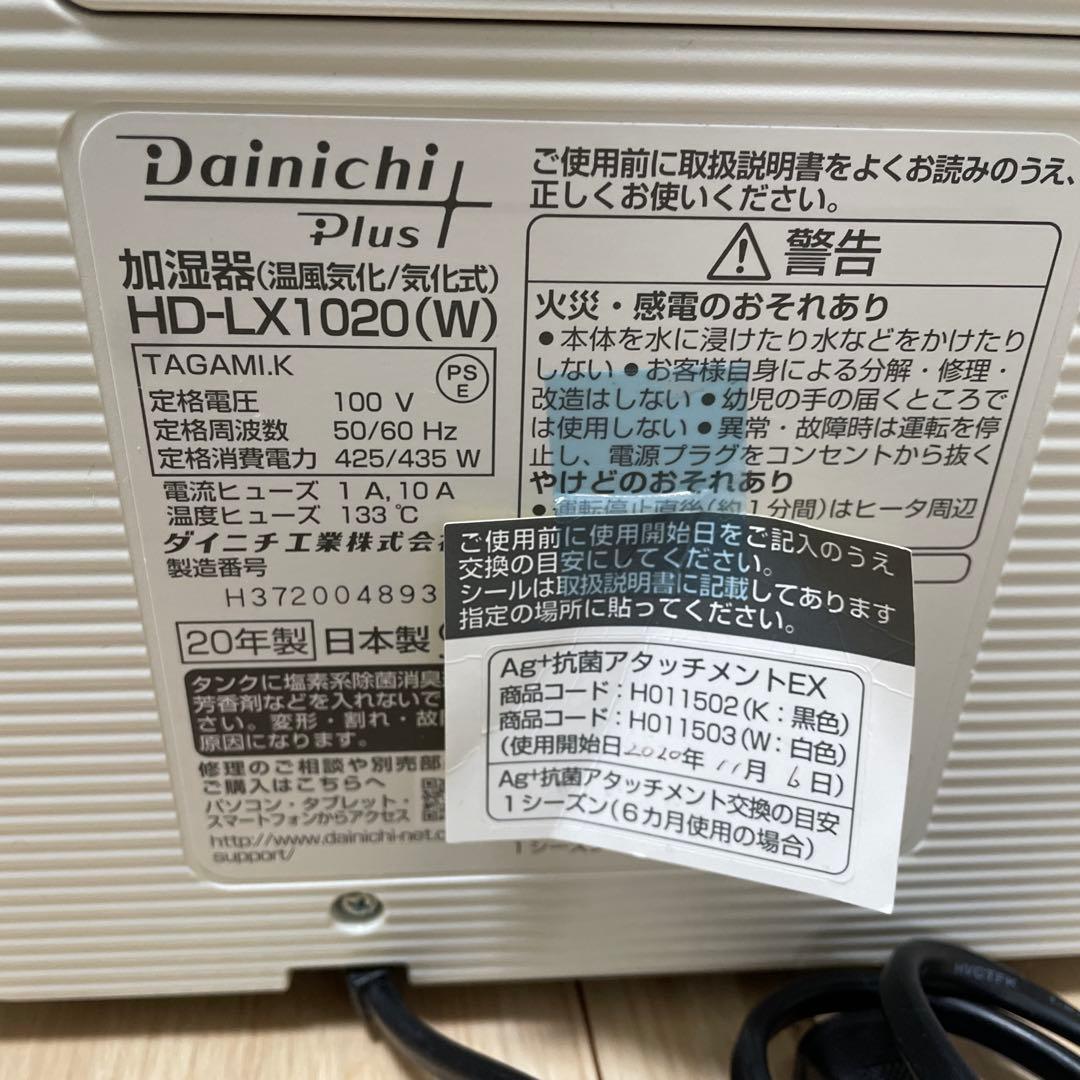 Dainichi
Plus
加湿器(温風気化/気化式)
HD-LX1020(W)
TAGAMI.K
PS
E
定格電圧 100 V
定格周波数 50/60 Hz
定格消費電力 425/435 W
電流ヒューズ 1 A, 10 A
温度ヒューズ 133 ℃
ダイニチ工業株式会
製造番号
H372004893
20年製 日本製
タンクに塩素系除菌消臭
芳香剤などを入れないで
さい。変形・割れ・故
原因になります。
修理のご相談や別売部
ご購入はこちらへ
パソコン・タブレット・
スマートフォンからアクセス
http://www.dainichi-net.c
support/
ご使用前に取扱説明書をよくお読みのうえ、
正しくお使いください。
警告
火災・感電のおそれあり
●本体を水に浸けたり水などをかけたり
しない ●お客様自身による分解・修理・
改造はしない ●幼児の手の届くところで
は使用しない ●異常・故障時は運転を停
止し、電源プラグをコンセントから抜く
やけどのおそれあり
●運転停止直後(約1分間)はヒータ周辺
ご使用前に使用開始日をご記入のうえ
交換の目安にしてください。
シールは取扱説明書に記載してあります
指定の場所に貼ってください。
Ag+抗菌アタッチメントEX
商品コード：H011502(K：黒色)
商品コード：H011503(W：白色)
(使用開始日2020年 11月 6日)
Ag+抗菌アタッチメント交換の目安
1シーズン(6カ月使用の場合)
1シーズン